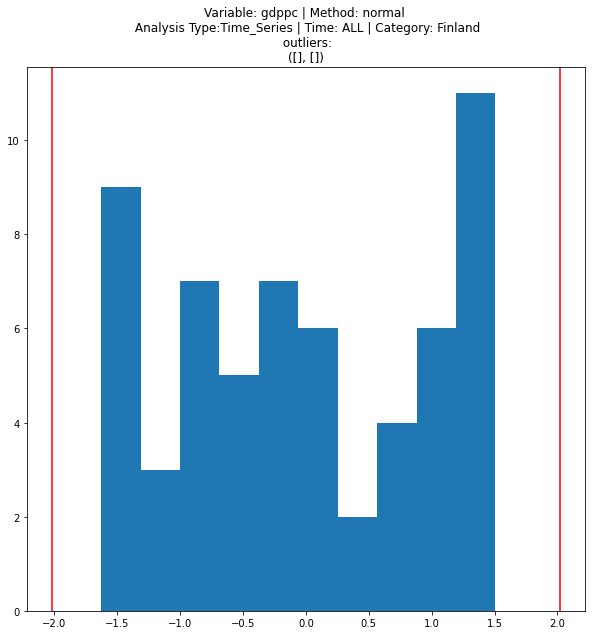 Variable: gdppc | Method: normal
Analysis Type:Time_Series | Time: ALL | Category: Finland
outliers:
([], [])
10
8
6
4
2
0
−2.0 −1.5 −1.0 −0.5 0.0 0.5 1.0 1.5 2.0